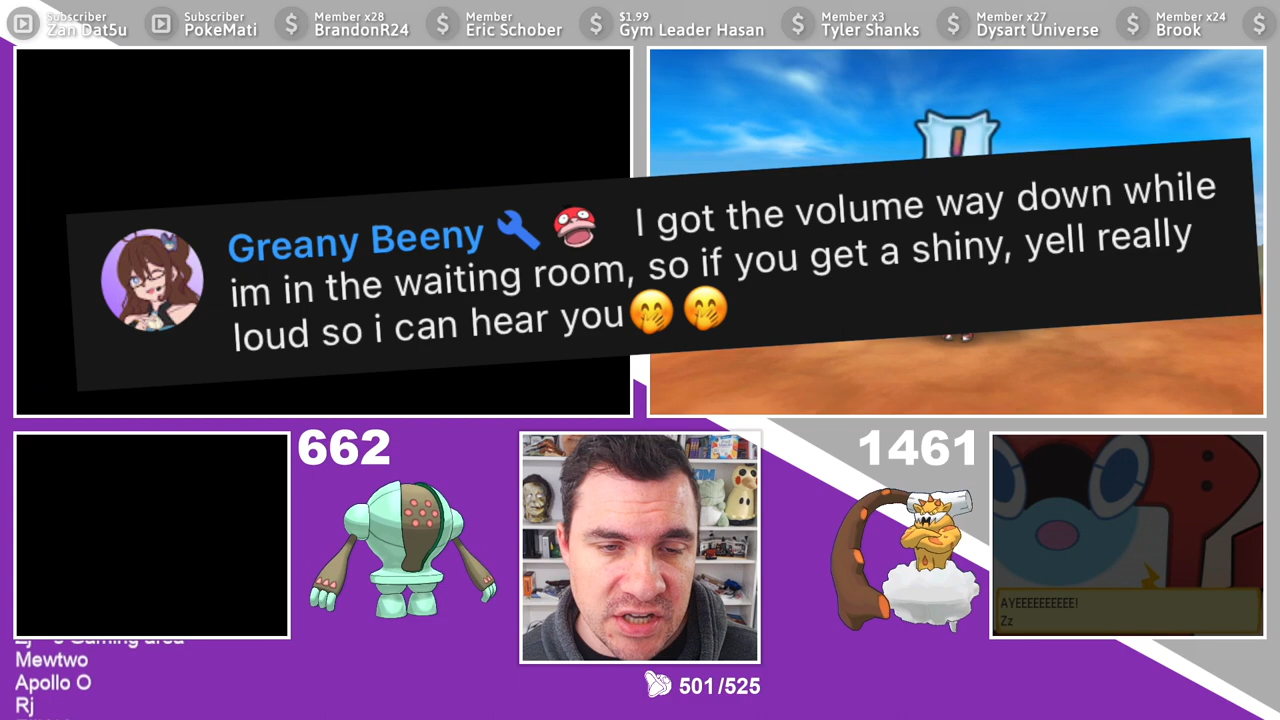 Subscriber
Zan Dat5u
Subscriber
PokeMati
Member x28
BrandonR24
Member
Eric Schober
$1.99
Gym Leader Hasan
Member x3
Tyler Shanks
Member x27
Dysart Universe
Member x24
Brook
Greany Beeny I got the volume way down while
im in the waiting room, so if you get a shiny, yell really
loud so i can hear you🤭🤭
662
1461
AYEEEEEEEEEE!
Zz
Gaming area
Mewtwo
Apollo O
Rj
501/525